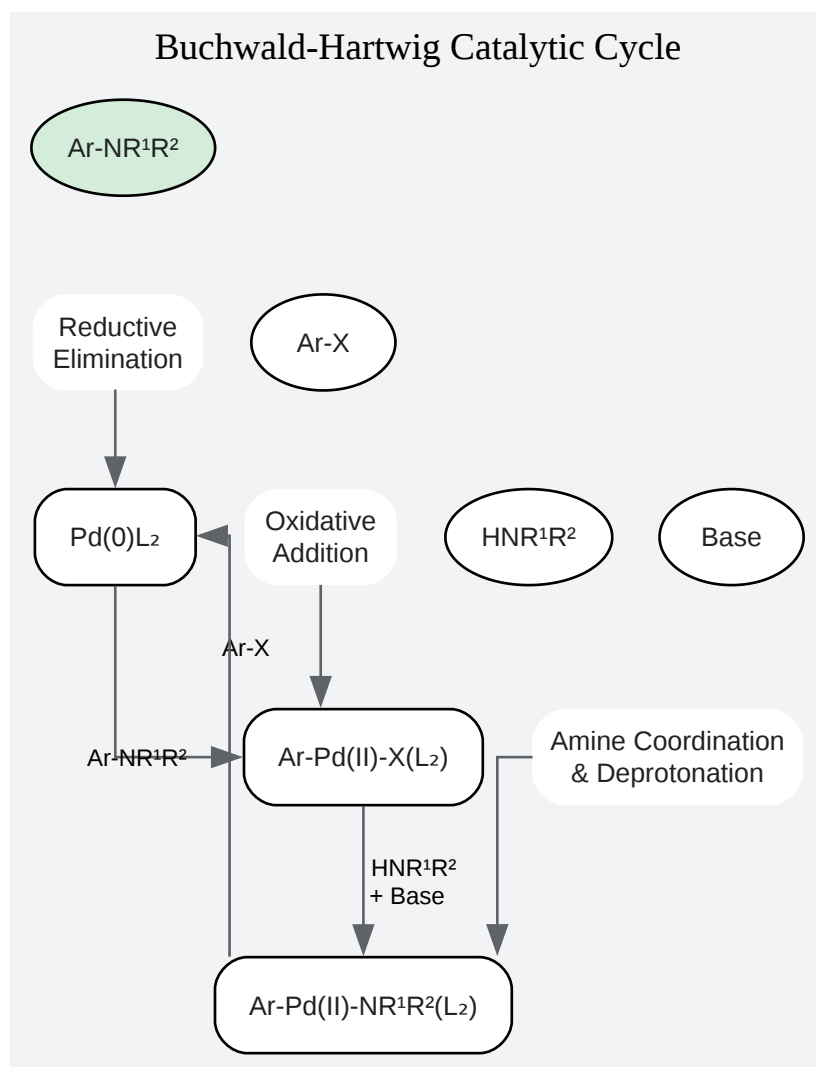 Buchwald-Hartwig Catalytic Cycle
Ar-NR¹R²
Reductive
Elimination
Ar-X
Pd(0)L₂
Oxidative
Addition
HNR¹R²
Base
Ar-X
Ar-NR¹R²
Ar-Pd(II)-X(L₂)
Amine Coordination
& Deprotonation
HNR¹R²
+ Base
Ar-Pd(II)-NR¹R²(L₂)